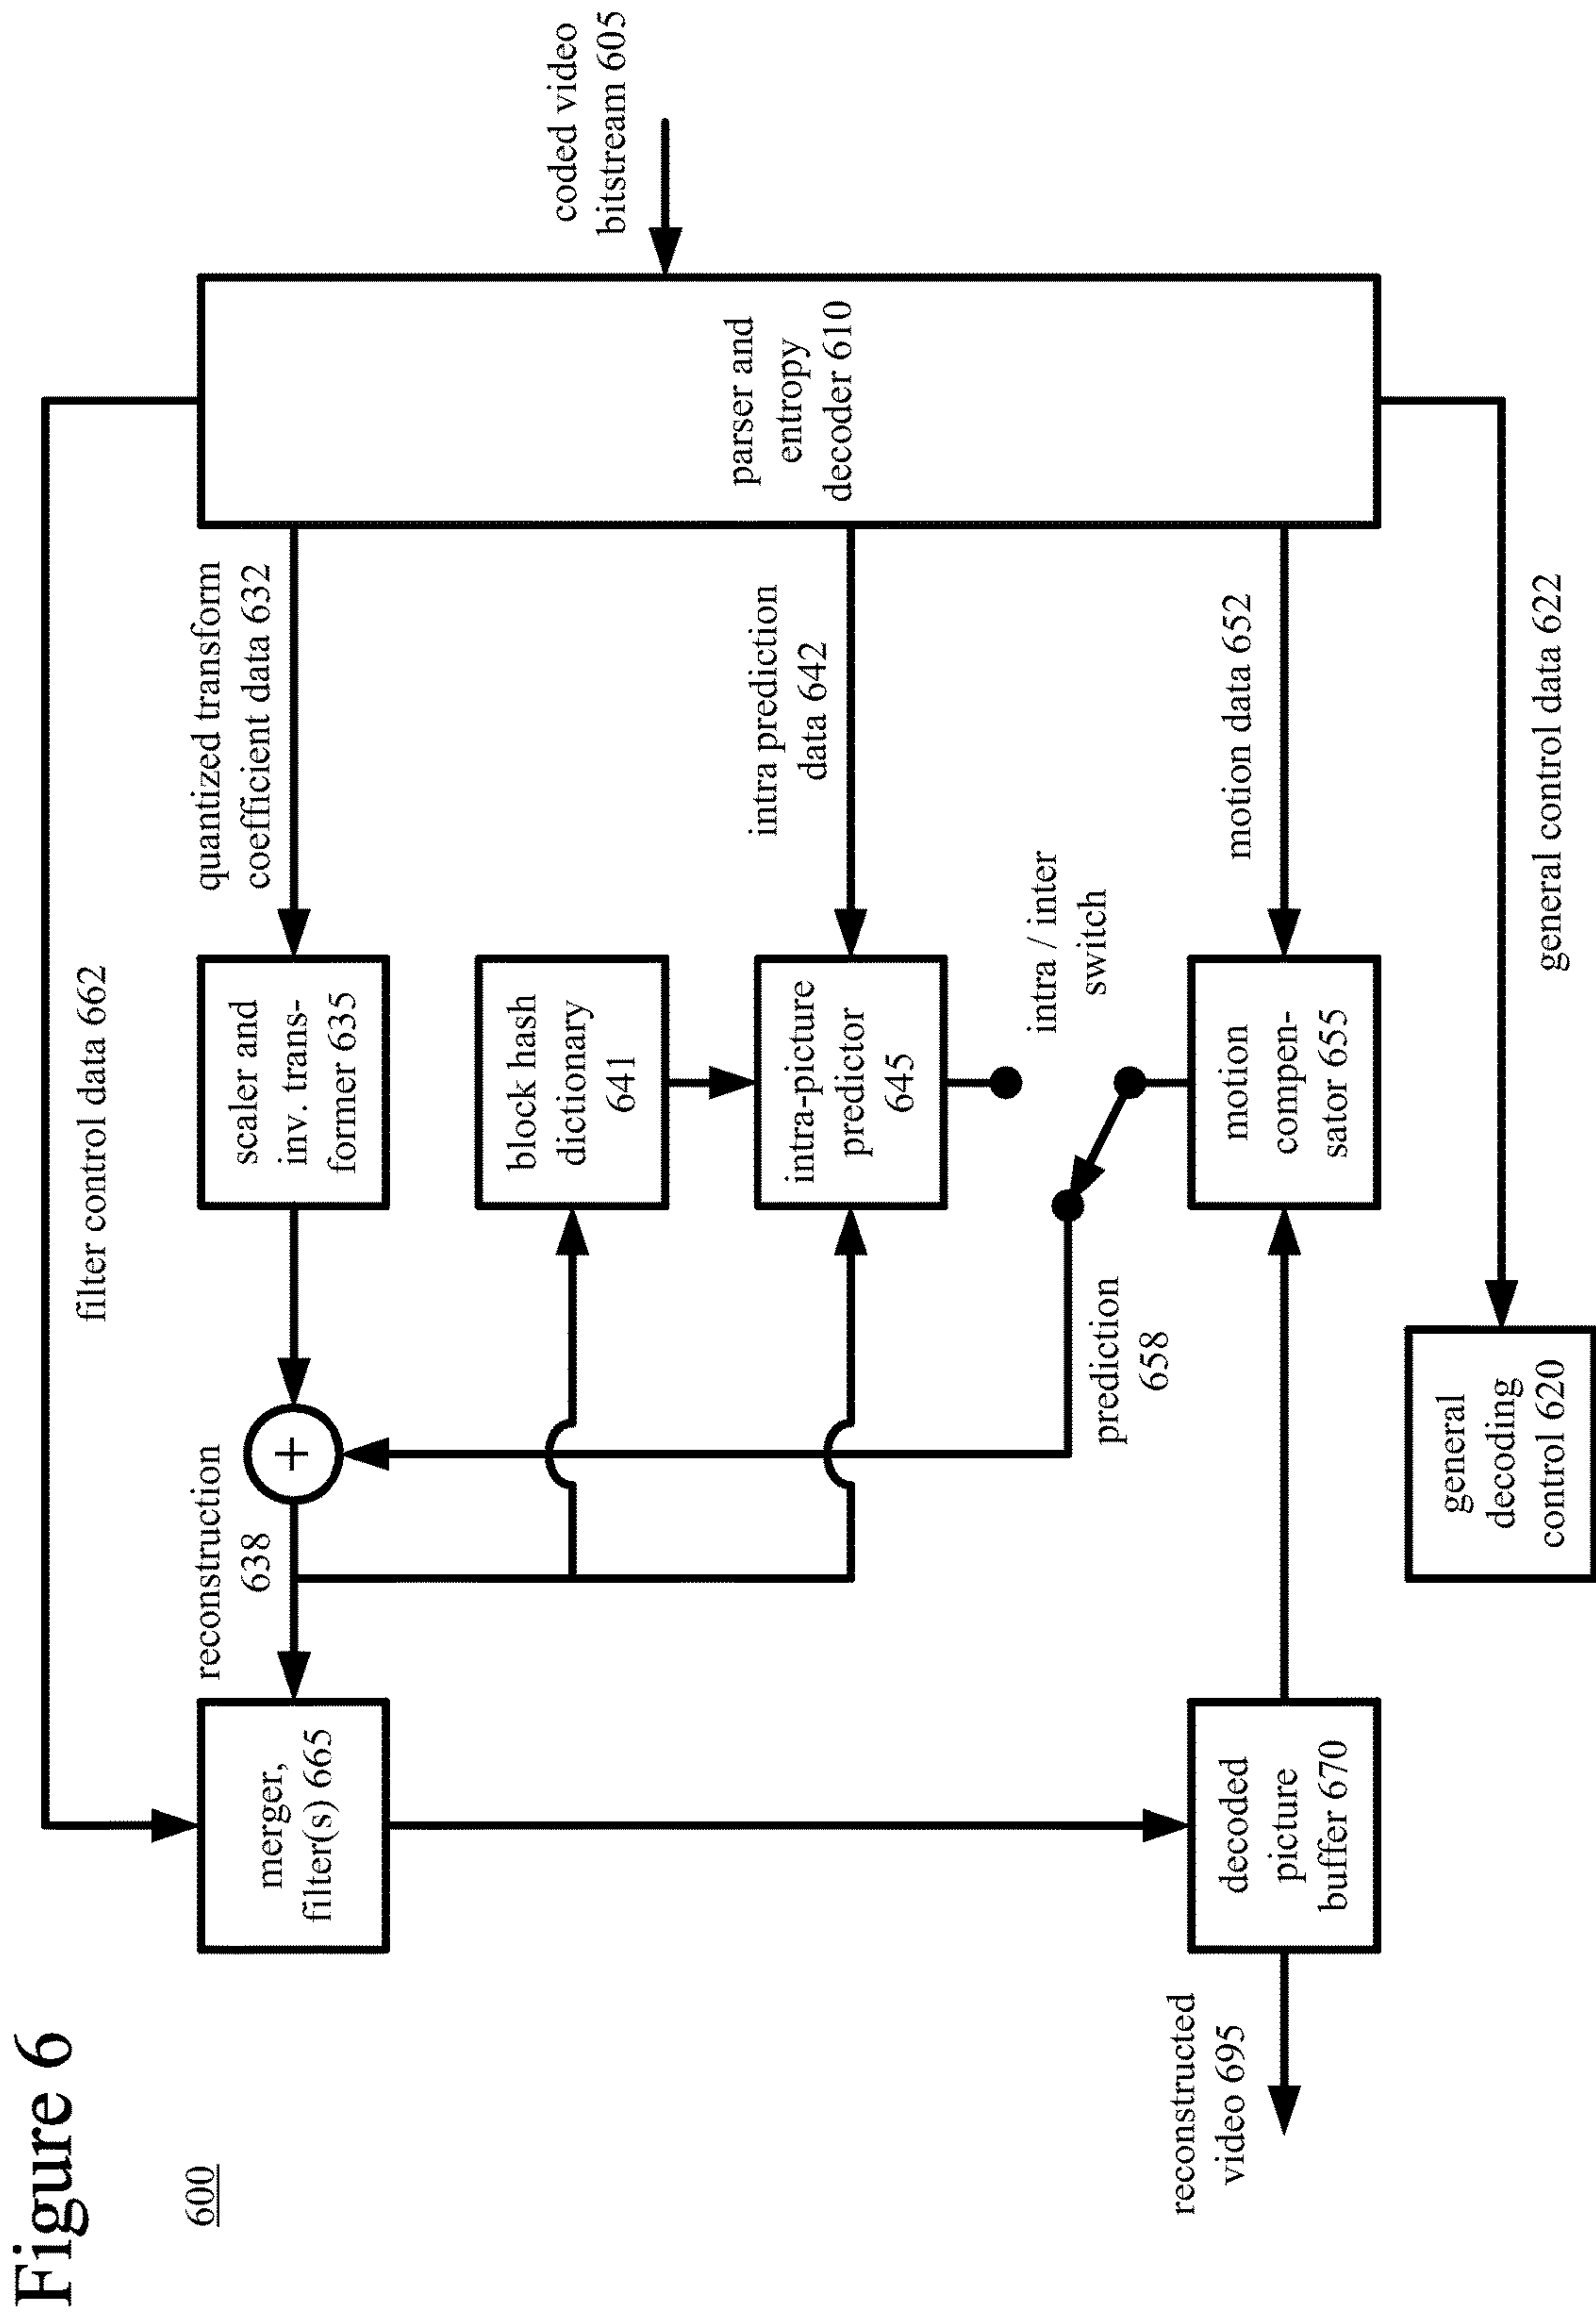 Figure 6
600
filter control data 662
coded video
bitstream 605
quantized transform
coefficient data 632
reconstruction
638
merger,
filter(s) 665
+
scaler and
inv. trans-
former 635
block hash
dictionary
641
parser and
entropy
decoder 610
intra prediction
data 642
intra-picture
predictor
645
intra / inter
switch
prediction
658
motion data 652
reconstructed
video 695
decoded
picture
buffer 670
motion
compen-
sator 655
general
decoding
control 620
general control data 622